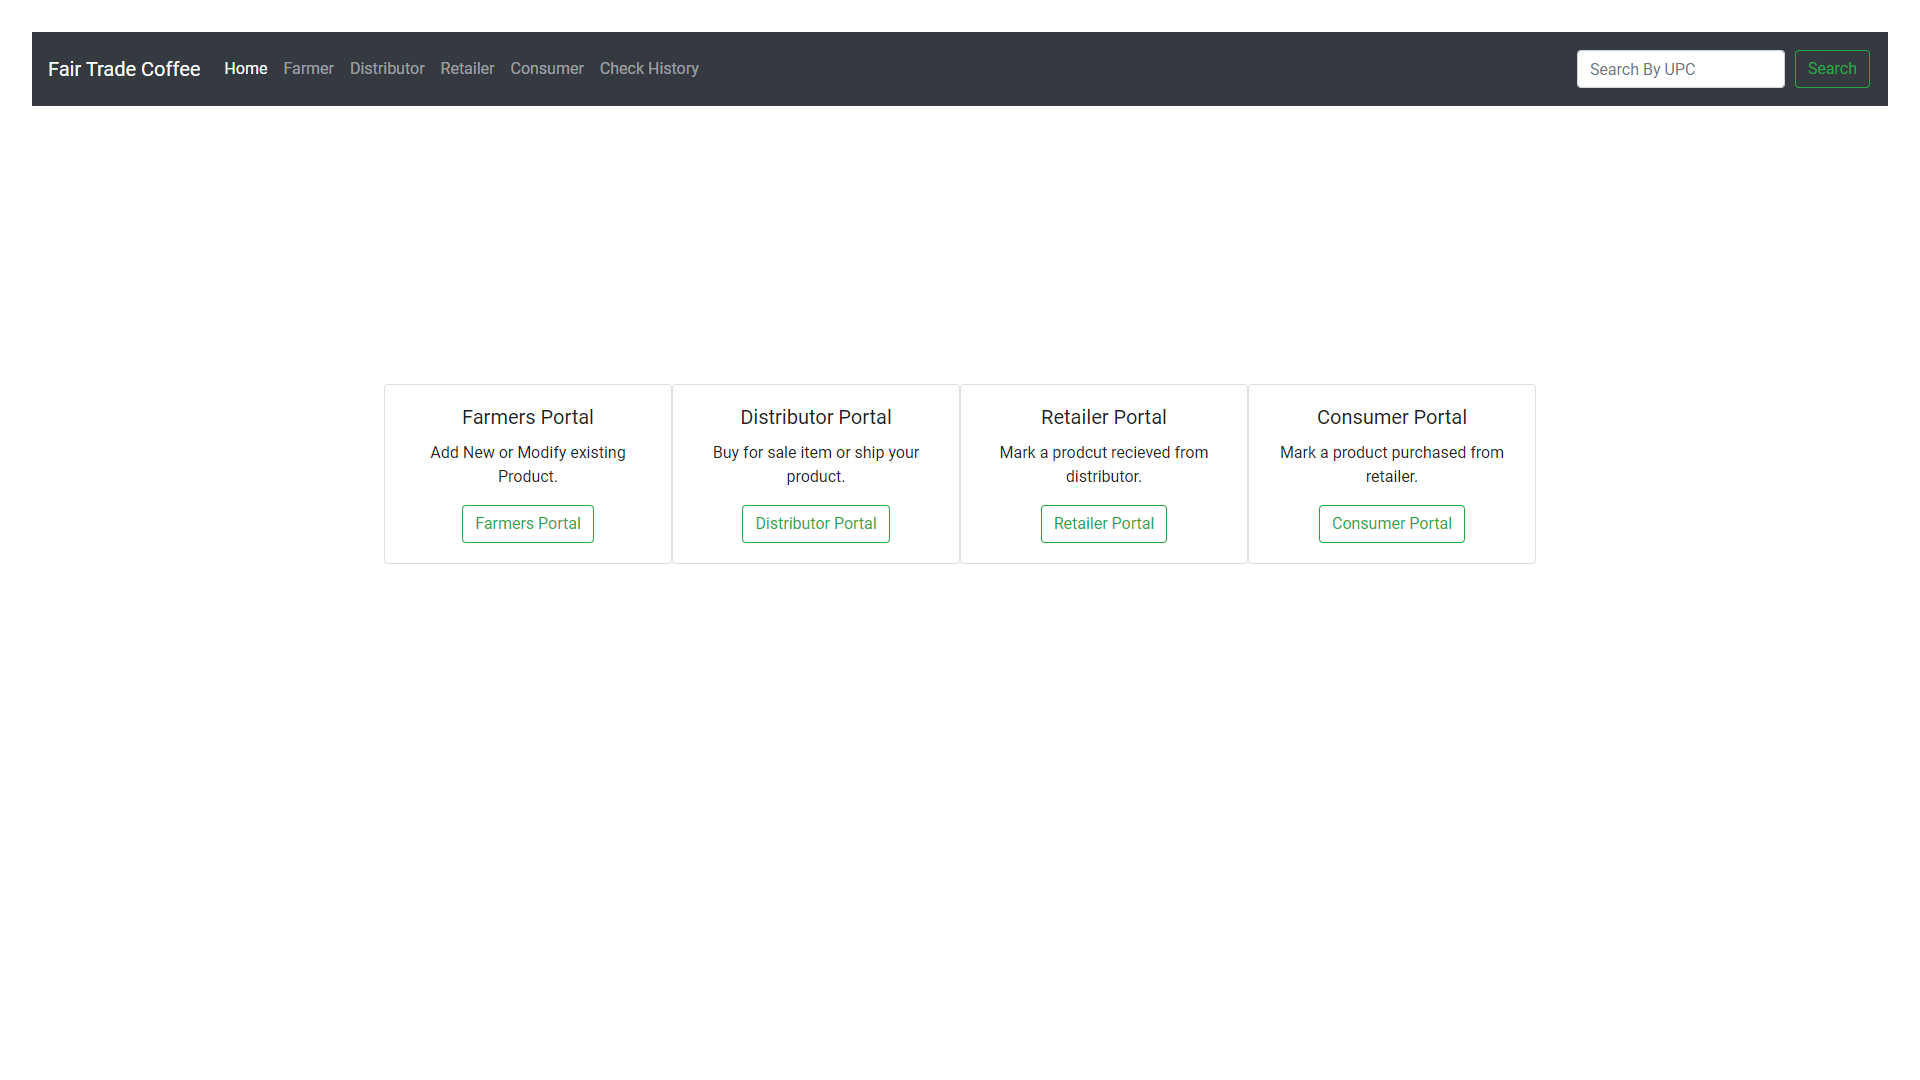 Fair Trade Coffee Home Farmer Distributor Retailer Consumer Check History Search By UPC Search
Farmers Portal
Add New or Modify existing
Product.
Farmers Portal
Distributor Portal
Buy for sale item or ship your
product.
Distributor Portal
Retailer Portal
Mark a prodcut recieved from
distributor.
Retailer Portal
Consumer Portal
Mark a product purchased from
retailer.
Consumer Portal